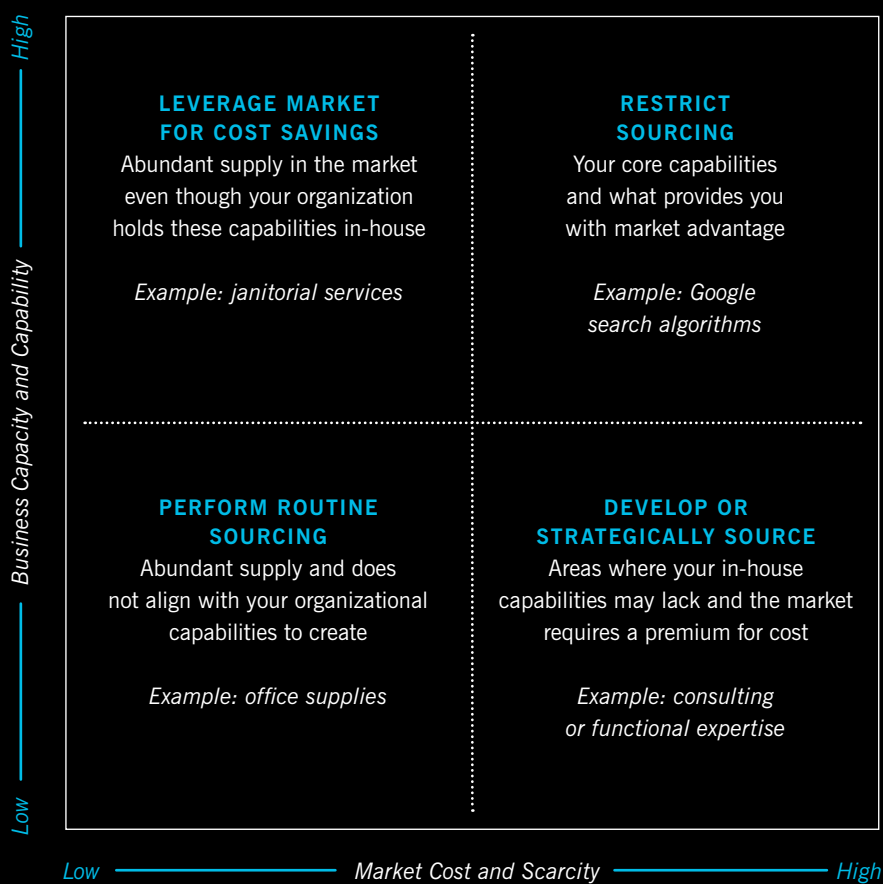 High
Business Capacity and Capability
Low
LEVERAGE MARKET
FOR COST SAVINGS
Abundant supply in the market
even though your organization
holds these capabilities in-house
Example: janitorial services
RESTRICT
SOURCING
Your core capabilities
and what provides you
with market advantage
Example: Google
search algorithms
PERFORM ROUTINE
SOURCING
Abundant supply and does
not align with your organizational
capabilities to create
Example: office supplies
DEVELOP OR
STRATEGICALLY SOURCE
Areas where your in-house
capabilities may lack and the market
requires a premium for cost
Example: consulting
or functional expertise
Low
Market Cost and Scarcity
High